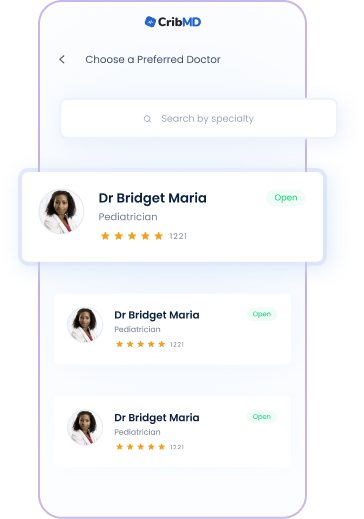 CribMD
Choose a Preferred Doctor
Search by specialty
Dr Bridget Maria
Open
Pediatrician
1221
Dr Bridget Maria
Open
Pediatrician
1221
Dr Bridget Maria
Open
Pediatrician
1221